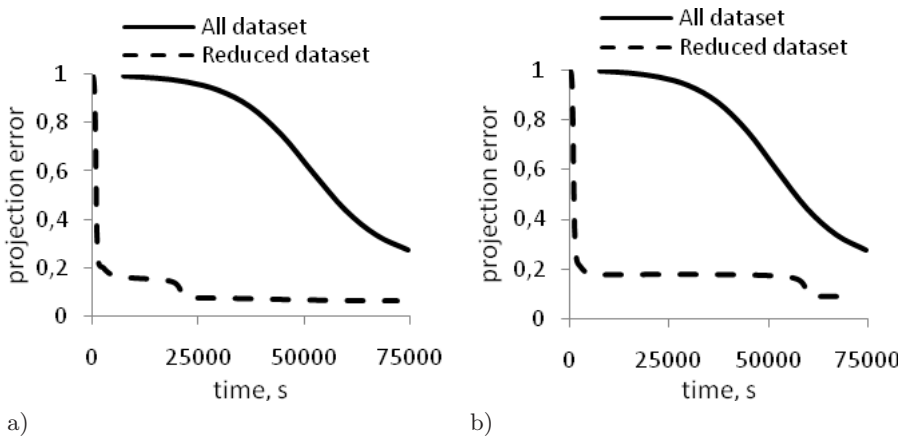 All dataset
Reduced dataset
projection error
1
0,8
0,6
0,4
0,2
0
0 25000 50000 75000
time, s
a)
All dataset
Reduced dataset
projection error
1
0,8
0,6
0,4
0,2
0
0 25000 50000 75000
time, s
b)